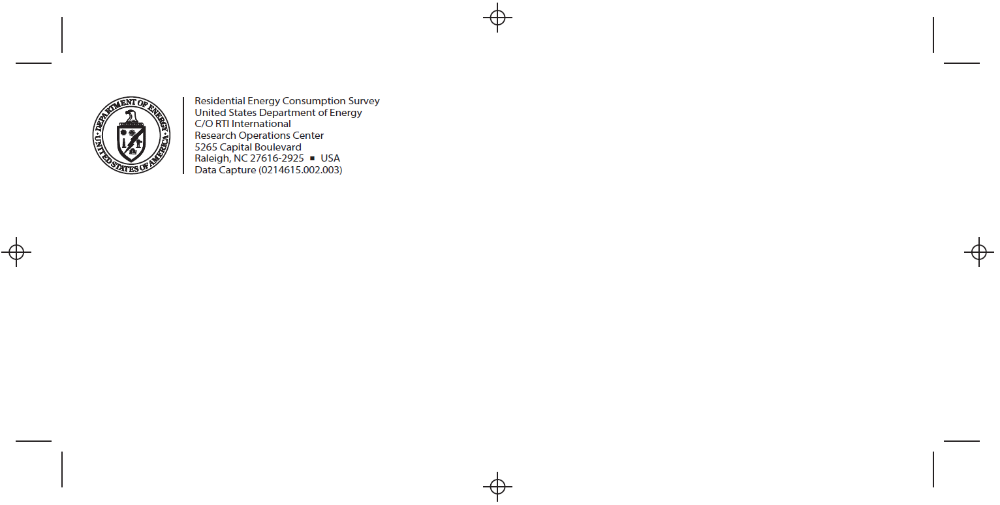 DEPARTMENT OF ENERGY
UNITED STATES OF AMERICA
Residential Energy Consumption Survey
United States Department of Energy
C/O RTI International
Research Operations Center
5265 Capital Boulevard
Raleigh, NC 27616-2925 ▪ USA
Data Capture (0214615.002.003)